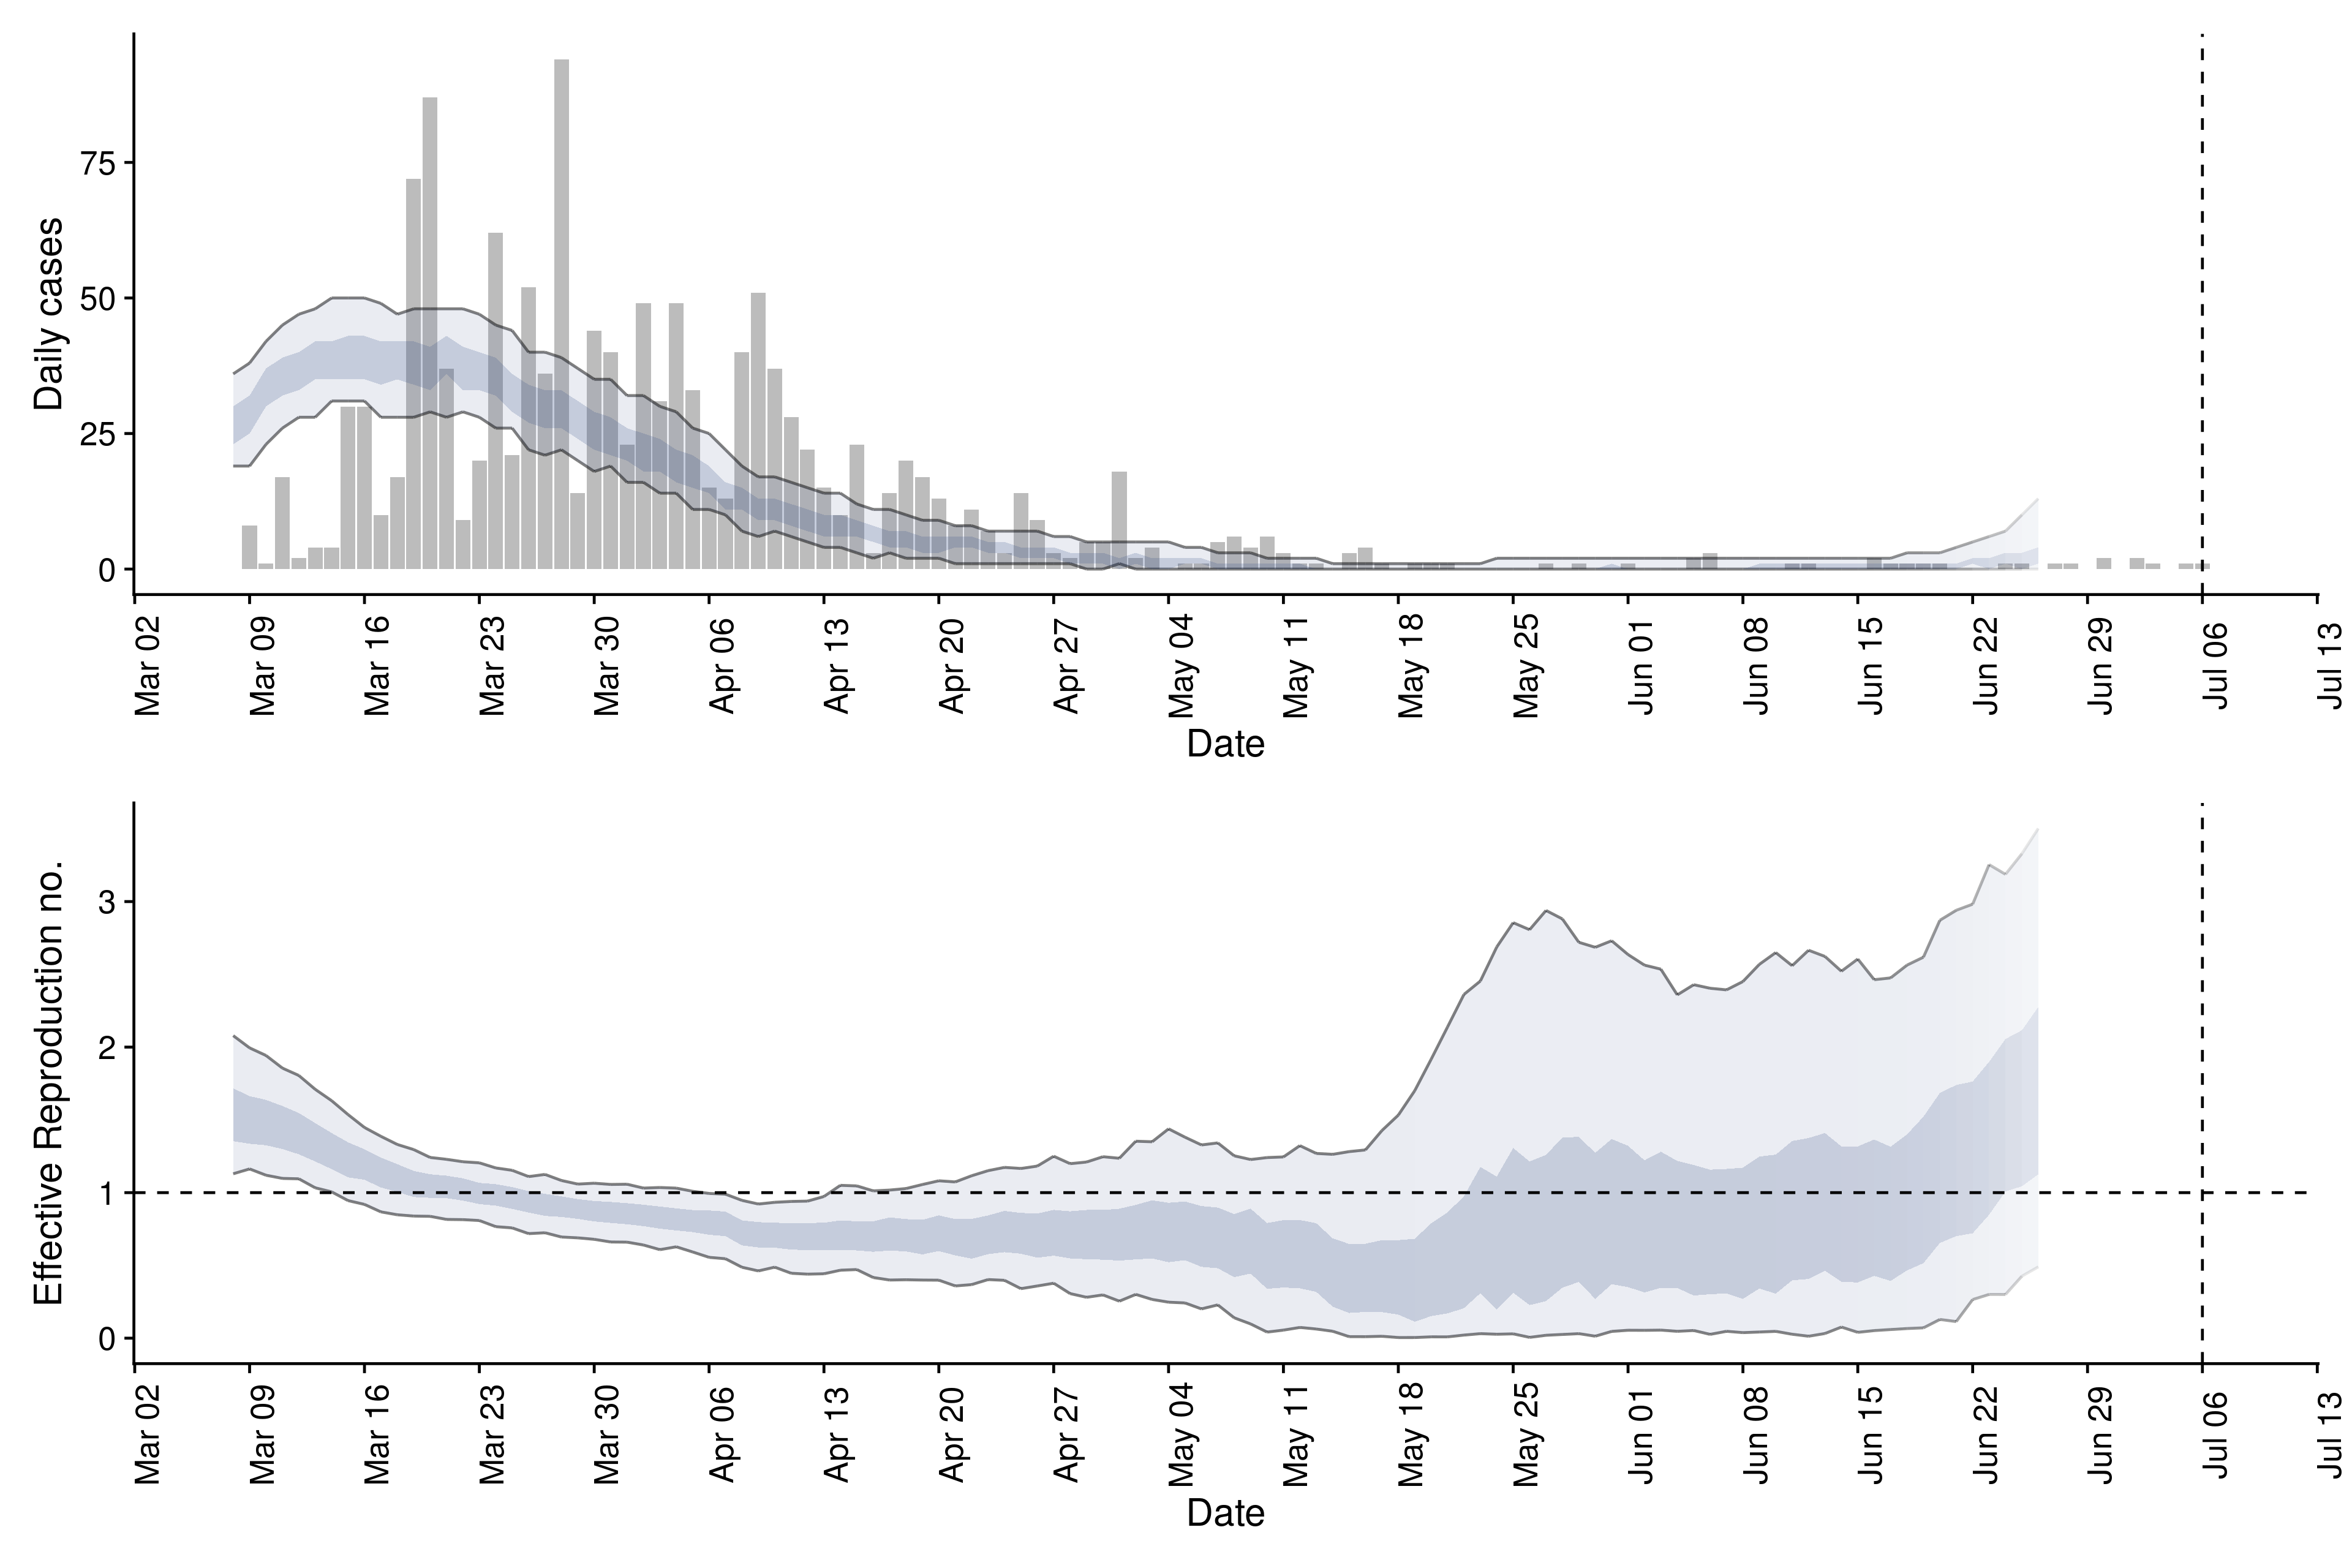 Daily cases
75
50
25
0
Mar 02
Mar 09
Mar 16
Mar 23
Mar 30
Apr 06
Apr 13
Apr 20
Apr 27
May 04
May 11
May 18
May 25
Jun 01
Jun 08
Jun 15
Jun 22
Jun 29
Jul 06
Jul 13
Date
Effective Reproduction no.
3
2
1
0
Mar 02
Mar 09
Mar 16
Mar 23
Mar 30
Apr 06
Apr 13
Apr 20
Apr 27
May 04
May 11
May 18
May 25
Jun 01
Jun 08
Jun 15
Jun 22
Jun 29
Jul 06
Jul 13
Date